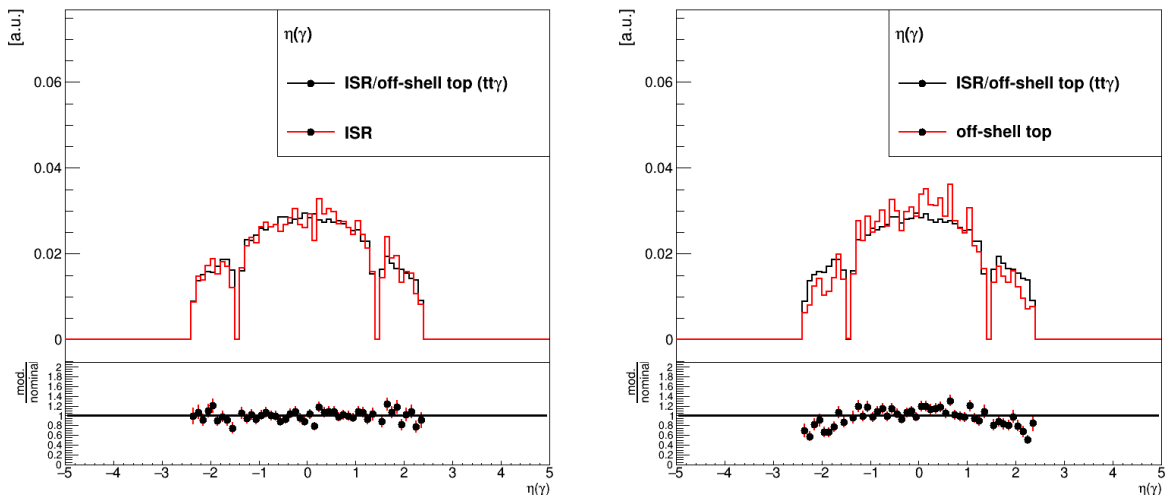 [a.u.]
η(γ)
ISR/off-shell top (ttγ)
ISR
0.06
0.04
0.02
0
mod.
nominal
2
1.8
1.6
1.4
1.2
1
0.8
0.6
0.4
0.2
0
−5 −4 −3 −2 −1 0 1 2 3 4 5
η(γ)
[a.u.]
η(γ)
ISR/off-shell top (ttγ)
off-shell top
0.06
0.04
0.02
0
mod.
nominal
2
1.8
1.6
1.4
1.2
1
0.8
0.6
0.4
0.2
0
−5 −4 −3 −2 −1 0 1 2 3 4 5
η(γ)